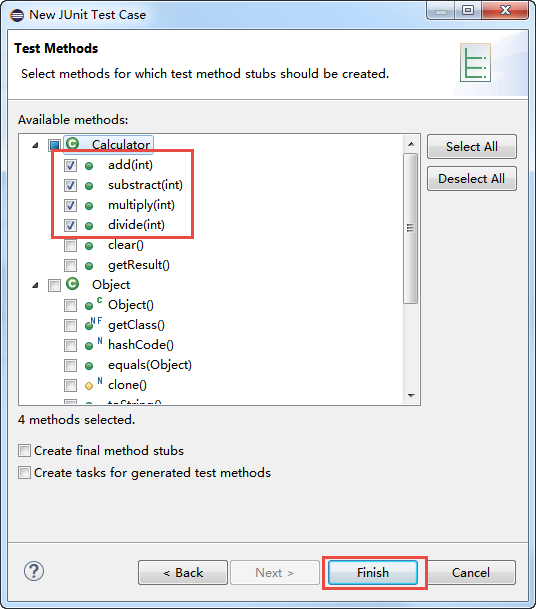 New JUnit Test Case
Test Methods
Select methods for which test method stubs should be created.
Available methods:
C Calculator
add(int)
substract(int)
multiply(int)
divide(int)
clear()
getResult()
C Object
C Object()
NF getClass()
N hashCode()
equals(Object)
N clone()
toString()
Select All
Deselect All
4 methods selected.
Create final method stubs
Create tasks for generated test methods
? < Back Next > Finish Cancel